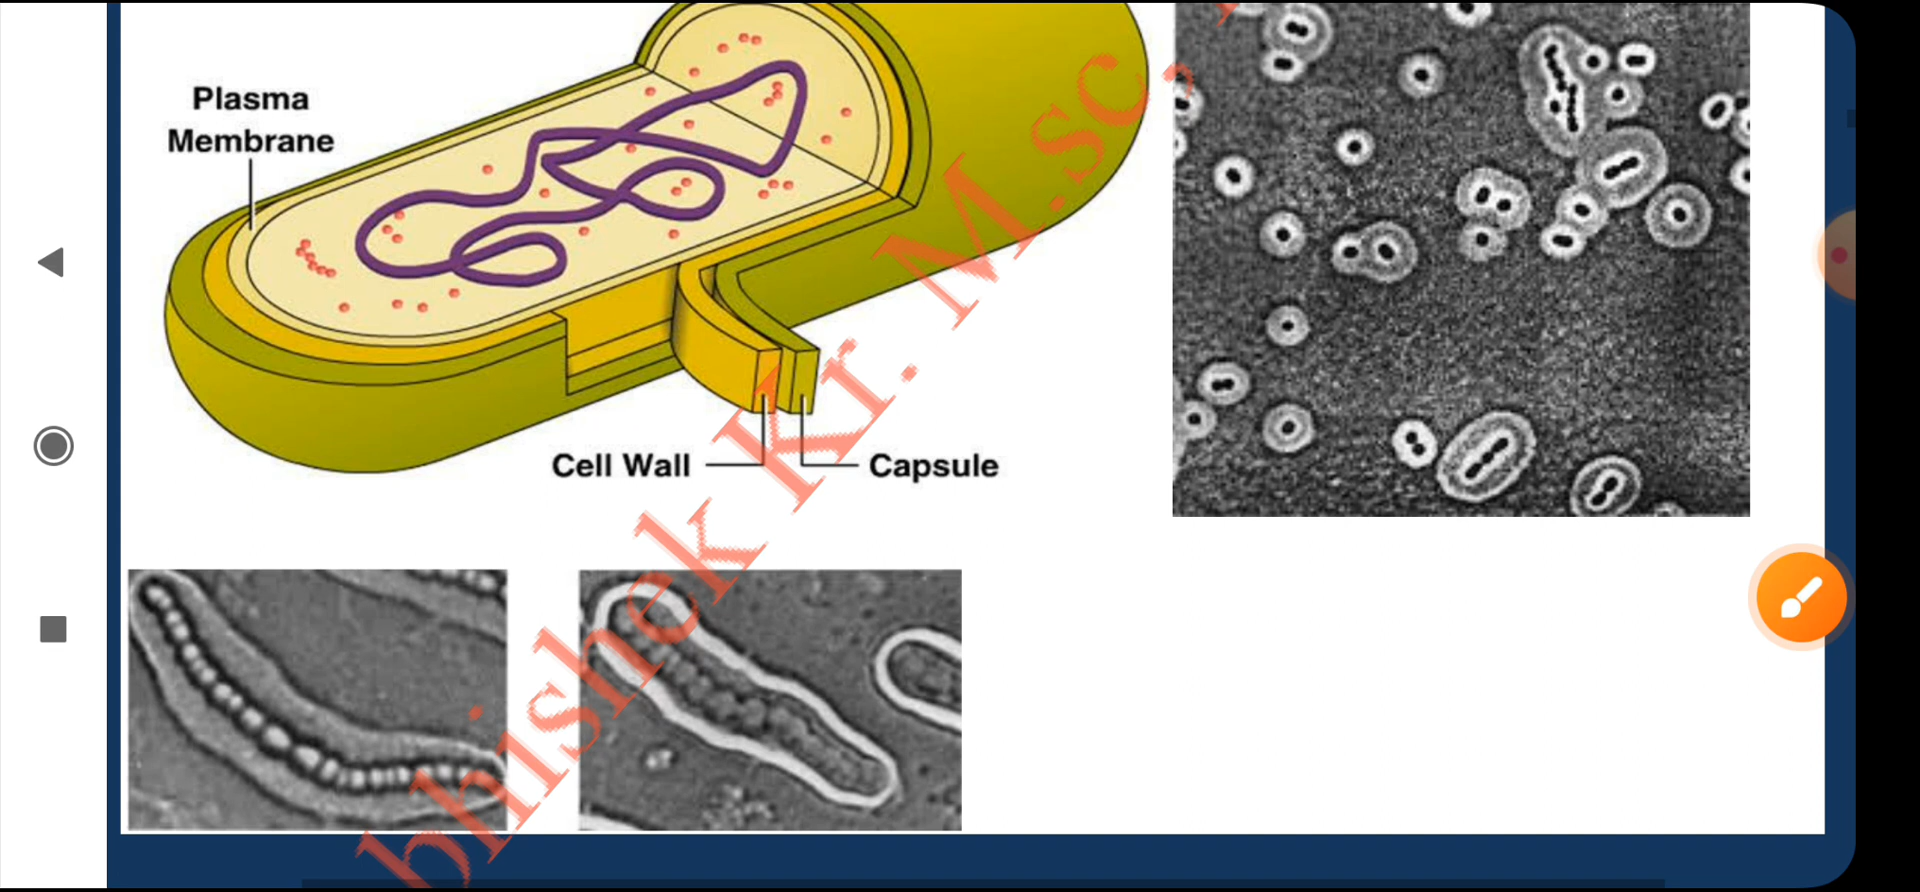 Plasma
Membrane
Cell Wall
Capsule
bhishek Kr. M.sc,